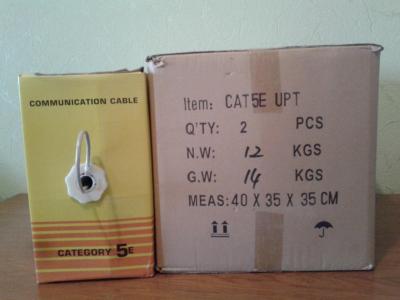 COMMUNICATION CABLE
CATEGORY 5E
Item: CAT5E UPT
Q'TY: 2 PCS
N.W: 12 KGS
G.W: 14 KGS
MEAS: 40 X 35 X 35 CM